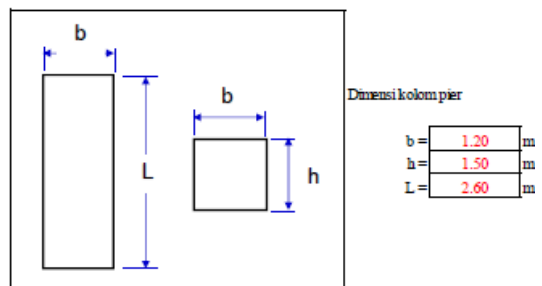 b
b
L
h
Dimensi kolom pier
b = 1.20 m
h = 1.50 m
L = 2.60 m